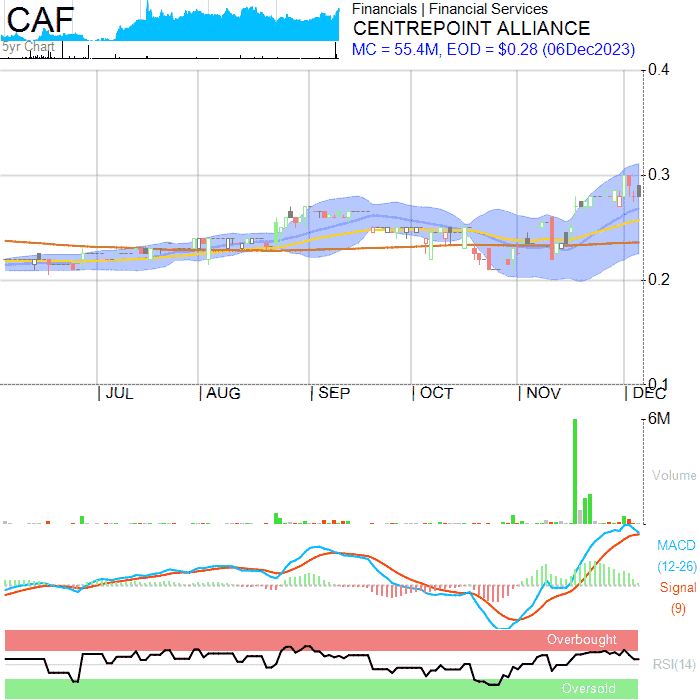 CAF
5yr Chart
Financials | Financial Services
CENTREPOINT ALLIANCE
MC = 55.4M, EOD = $0.28 (06Dec2023)
0.4
0.3
0.2
0.1
JUL
AUG
SEP
OCT
NOV
DEC
6M
Volume
MACD
(12-26)
Signal
(9)
Overbought
RSI(14)
Oversold